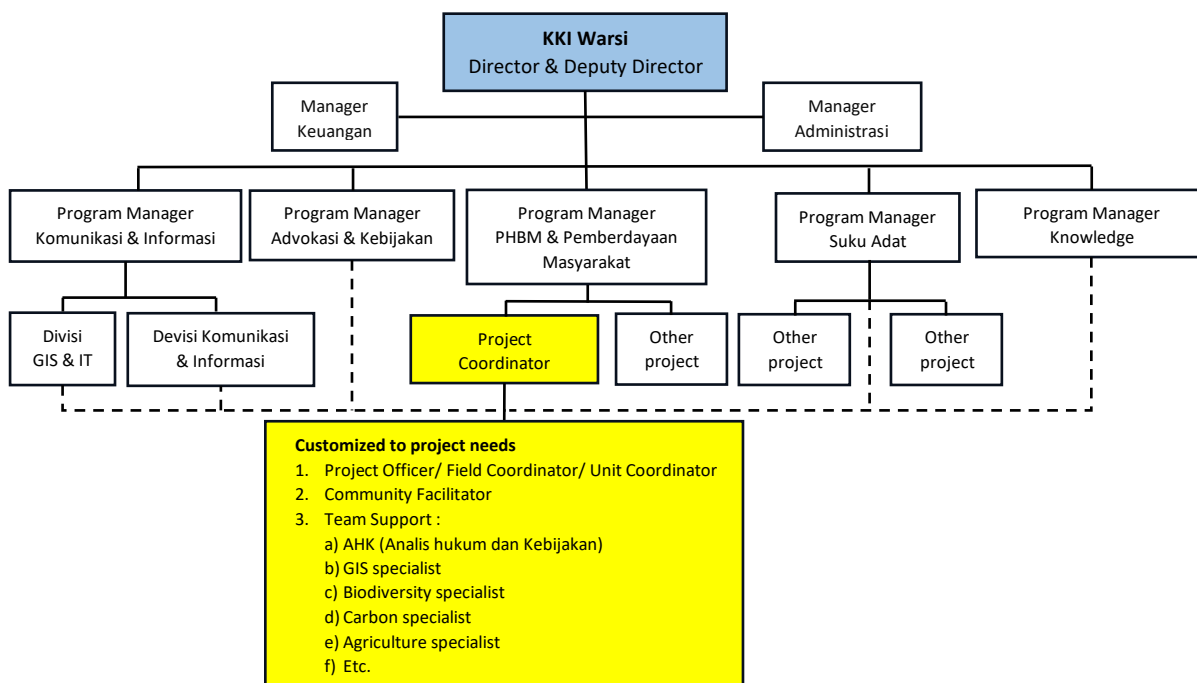 KKI Warsi
Director & Deputy Director
Manager
Keuangan
Manager
Administrasi
Program Manager
Komunikasi & Informasi
Program Manager
Advokasi & Kebijakan
Program Manager
PHBM & Pemberdayaan
Masyarakat
Program Manager
Suku Adat
Program Manager
Knowledge
Divisi
GIS & IT
Devisi Komunikasi
& Informasi
Project
Coordinator
Other
project
Other
project
Other
project
Customized to project needs
1. Project Officer/ Field Coordinator/ Unit Coordinator
2. Community Facilitator
3. Team Support :
a) AHK (Analis hukum dan Kebijakan)
b) GIS specialist
c) Biodiversity specialist
d) Carbon specialist
e) Agriculture specialist
f) Etc.